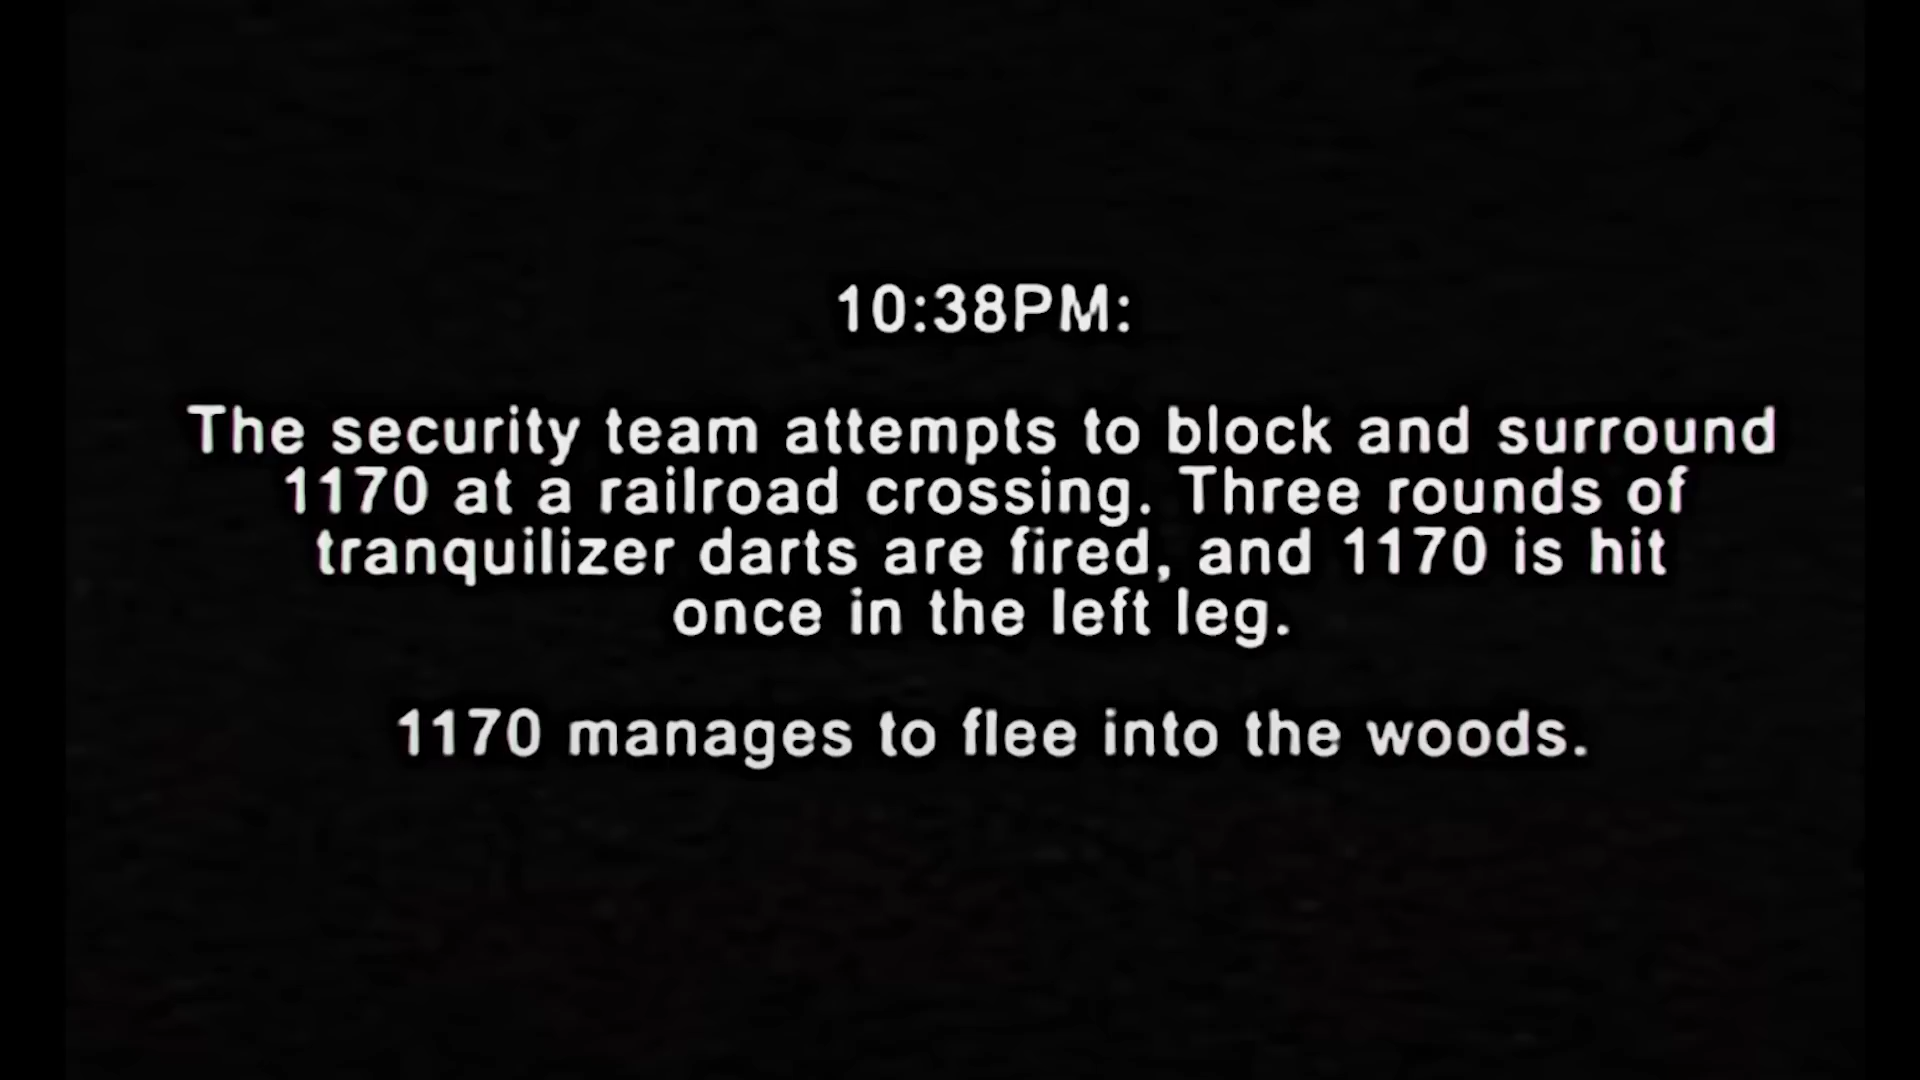 10:38PM:
The security team attempts to block and surround
1170 at a railroad crossing. Three rounds of
tranquilizer darts are fired, and 1170 is hit
once in the left leg.
1170 manages to flee into the woods.